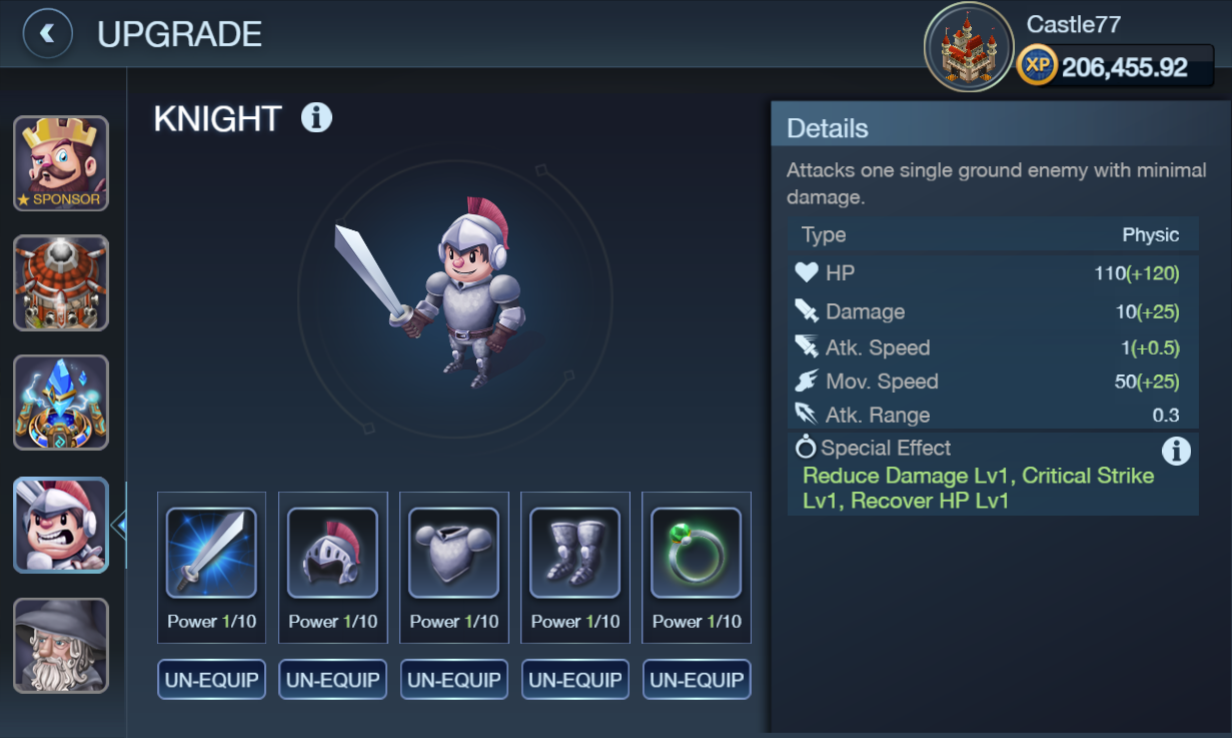 UPGRADE
Castle77
XP 206,455.92
KNIGHT
SPONSOR
Details
Attacks one single ground enemy with minimal
damage.
Type Physic
HP 110(+120)
Damage 10(+25)
Atk. Speed 1(+0.5)
Mov. Speed 50(+25)
Atk. Range 0.3
Special Effect
Reduce Damage Lv1, Critical Strike
Lv1, Recover HP Lv1
Power 1/10 Power 1/10 Power 1/10 Power 1/10 Power 1/10
UN-EQUIP UN-EQUIP UN-EQUIP UN-EQUIP UN-EQUIP